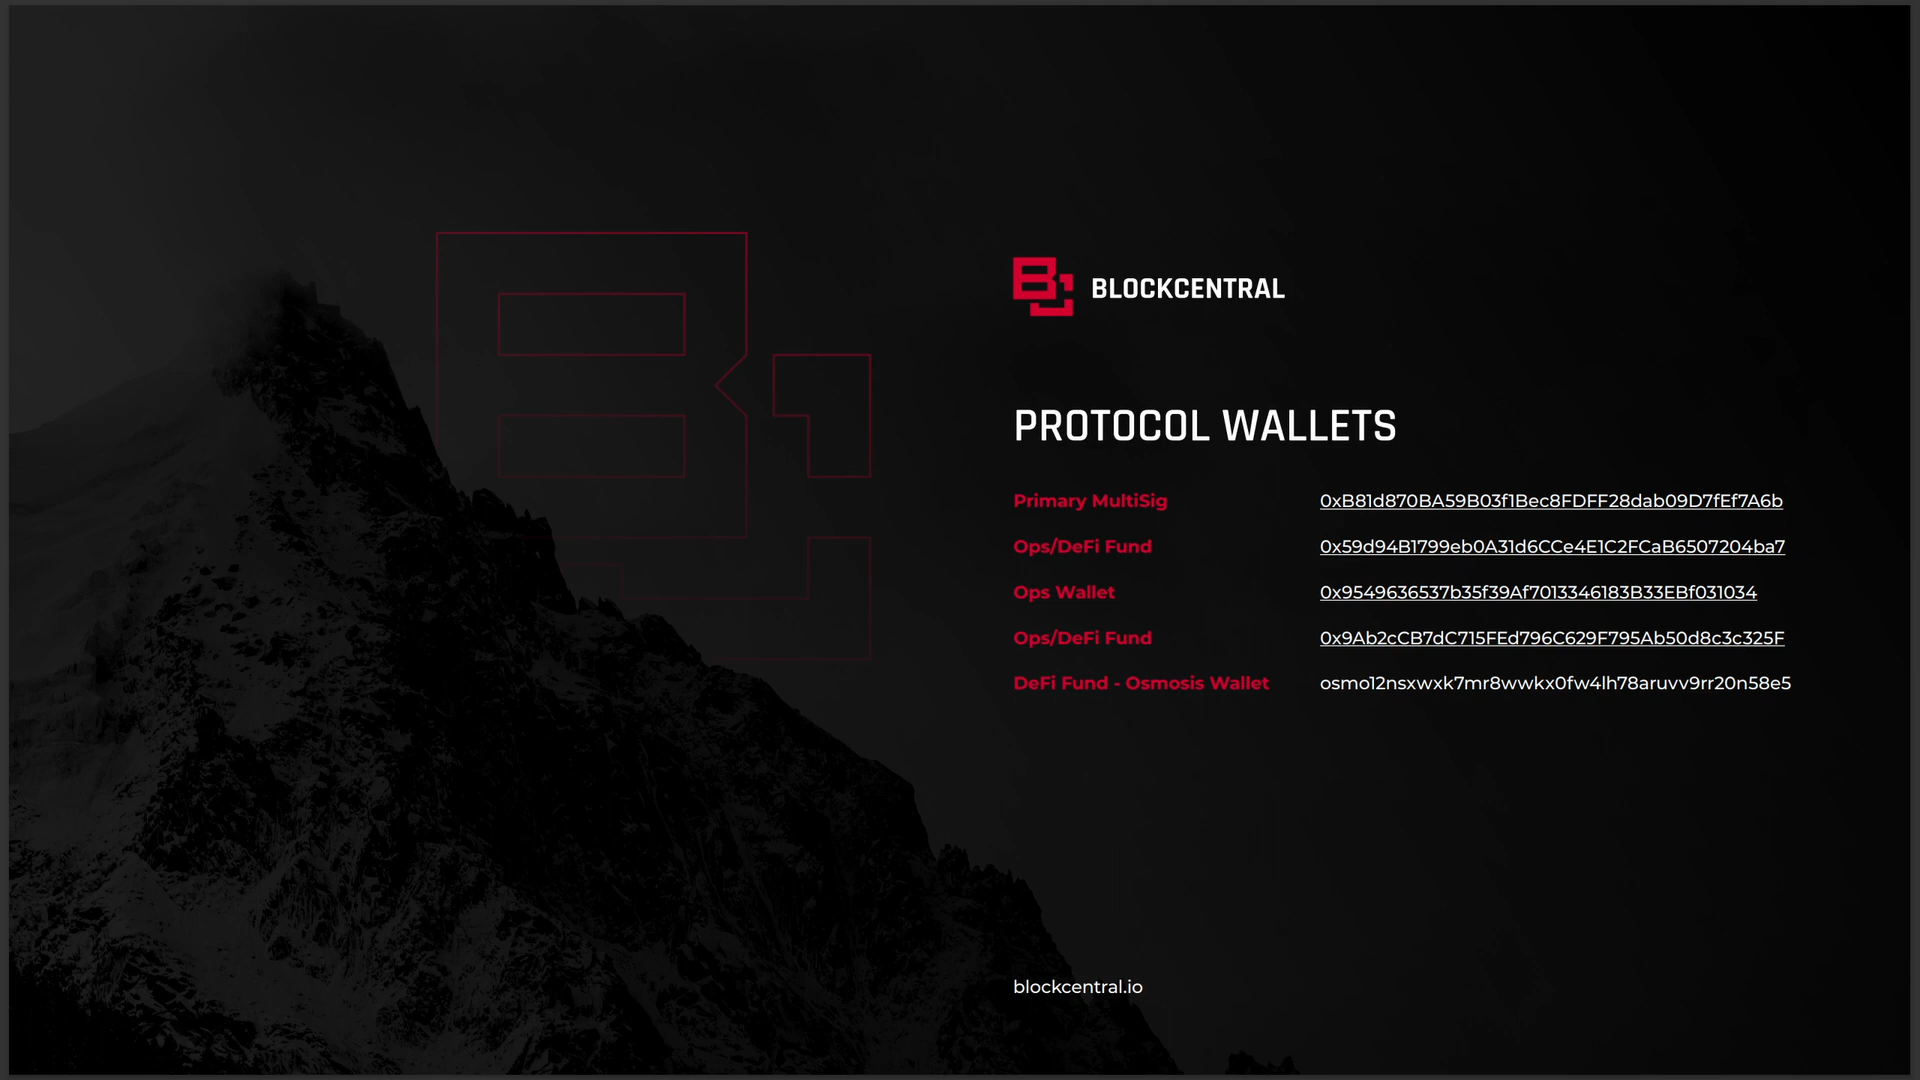 BLOCKCENTRAL
PROTOCOL WALLETS
Primary MultiSig 0xB81d870BA59B03f1Bec8FDFF28dab09D7fEf7A6b
Ops/DeFi Fund 0x59d94B1799eb0A31d6CCe4E1C2FCaB6507204ba7
Ops Wallet 0x9549636537b35f39Af7013346183B33EBf031034
Ops/DeFi Fund 0x9Ab2cCB7dC715FEd796C629F795Ab50d8c3c325F
DeFi Fund - Osmosis Wallet osmo12nsxwxk7mr8wwkx0fw4lh78aruvv9rr20n58e5
blockcentral.io